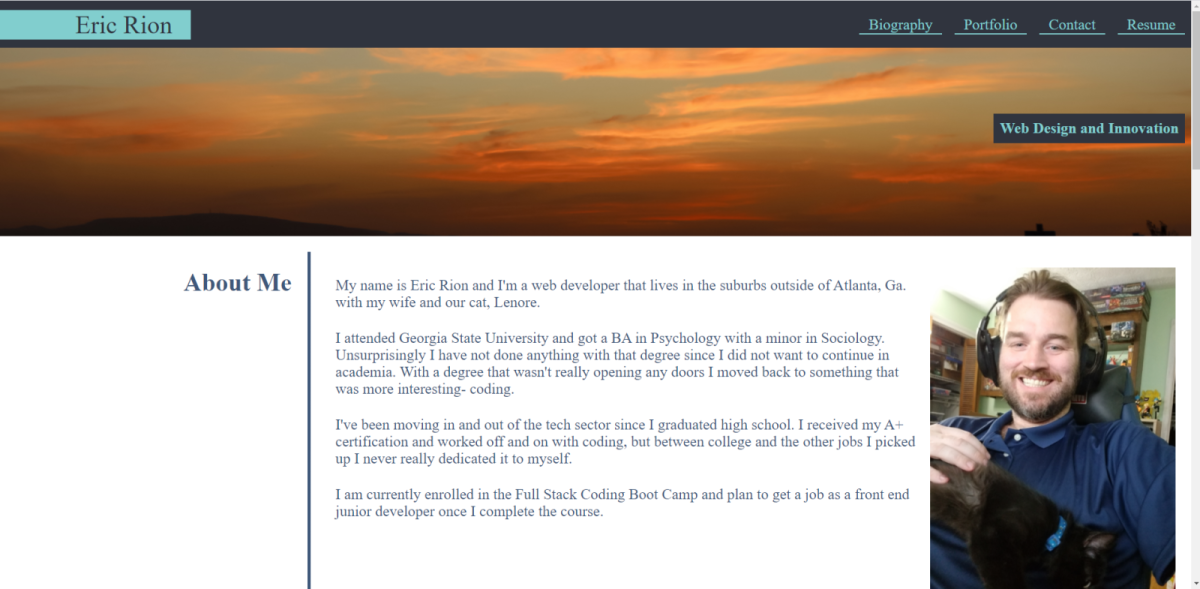 Eric Rion
Biography
Portfolio
Contact
Resume
Web Design and Innovation
About Me
My name is Eric Rion and I'm a web developer that lives in the suburbs outside of Atlanta, Ga.
with my wife and our cat, Lenore.
I attended Georgia State University and got a BA in Psychology with a minor in Sociology.
Unsurprisingly I have not done anything with that degree since I did not want to continue in
academia. With a degree that wasn't really opening any doors I moved back to something that
was more interesting- coding.
I've been moving in and out of the tech sector since I graduated high school. I received my A+
certification and worked off and on with coding, but between college and the other jobs I picked
up I never really dedicated it to myself.
I am currently enrolled in the Full Stack Coding Boot Camp and plan to get a job as a front end
junior developer once I complete the course.